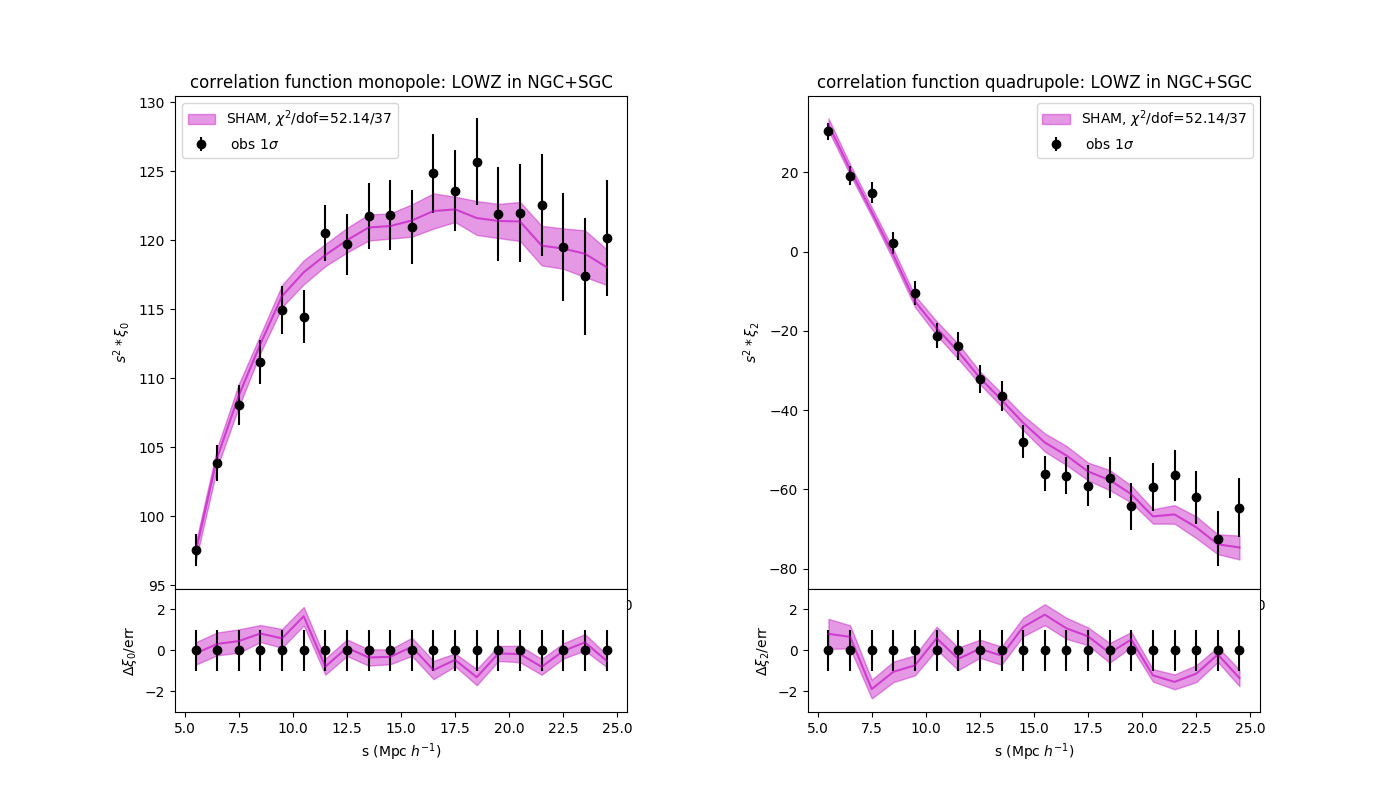 correlation function monopole: LOWZ in NGC+SGC
SHAM, χ²/dof=52.14/37
obs 1σ
130
125
120
115
110
105
100
95
s² * ξ₀
0
2
0
−2
Δξ₀/err
5.0 7.5 10.0 12.5 15.0 17.5 20.0 22.5 25.0
s (Mpc h⁻¹)
correlation function quadrupole: LOWZ in NGC+SGC
SHAM, χ²/dof=52.14/37
obs 1σ
20
0
−20
−40
−60
−80
s² * ξ₂
0
2
0
−2
Δξ₂/err
5.0 7.5 10.0 12.5 15.0 17.5 20.0 22.5 25.0
s (Mpc h⁻¹)